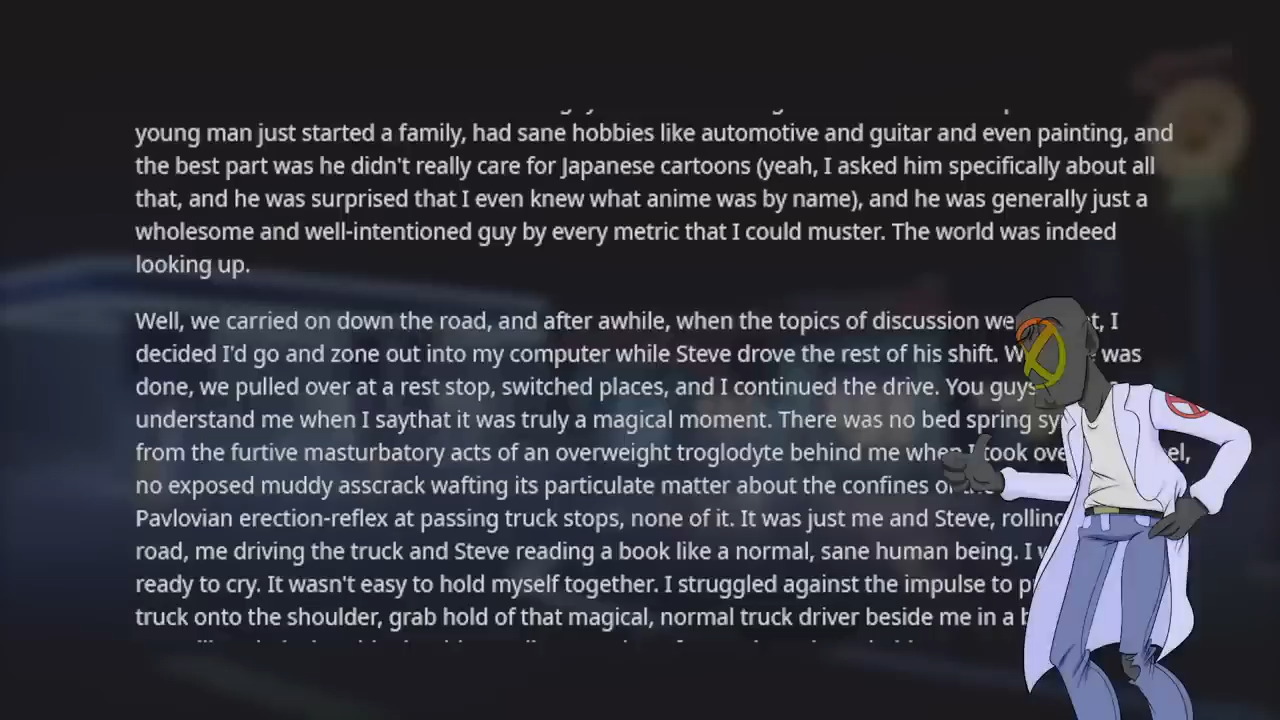 young man just started a family, had sane hobbies like automotive and guitar and even painting, and
the best part was he didn't really care for Japanese cartoons (yeah, I asked him specifically about all
that, and he was surprised that I even knew what anime was by name), and he was generally just a
wholesome and well-intentioned guy by every metric that I could muster. The world was indeed
looking up.
Well, we carried on down the road, and after awhile, when the topics of discussion we t, I
decided I'd go and zone out into my computer while Steve drove the rest of his shift. was
done, we pulled over at a rest stop, switched places, and I continued the drive. You guys
understand me when I saythat it was truly a magical moment. There was no bed spring sy
from the furtive masturbatory acts of an overweight troglodyte behind me when I took ove el,
no exposed muddy asscrack wafting its particulate matter about the confines
Pavlovian erection-reflex at passing truck stops, none of it. It was just me and Steve, rolling
road, me driving the truck and Steve reading a book like a normal, sane human being. I
ready to cry. It wasn't easy to hold myself together. I struggled against the impulse to p
truck onto the shoulder, grab hold of that magical, normal truck driver beside me in a b